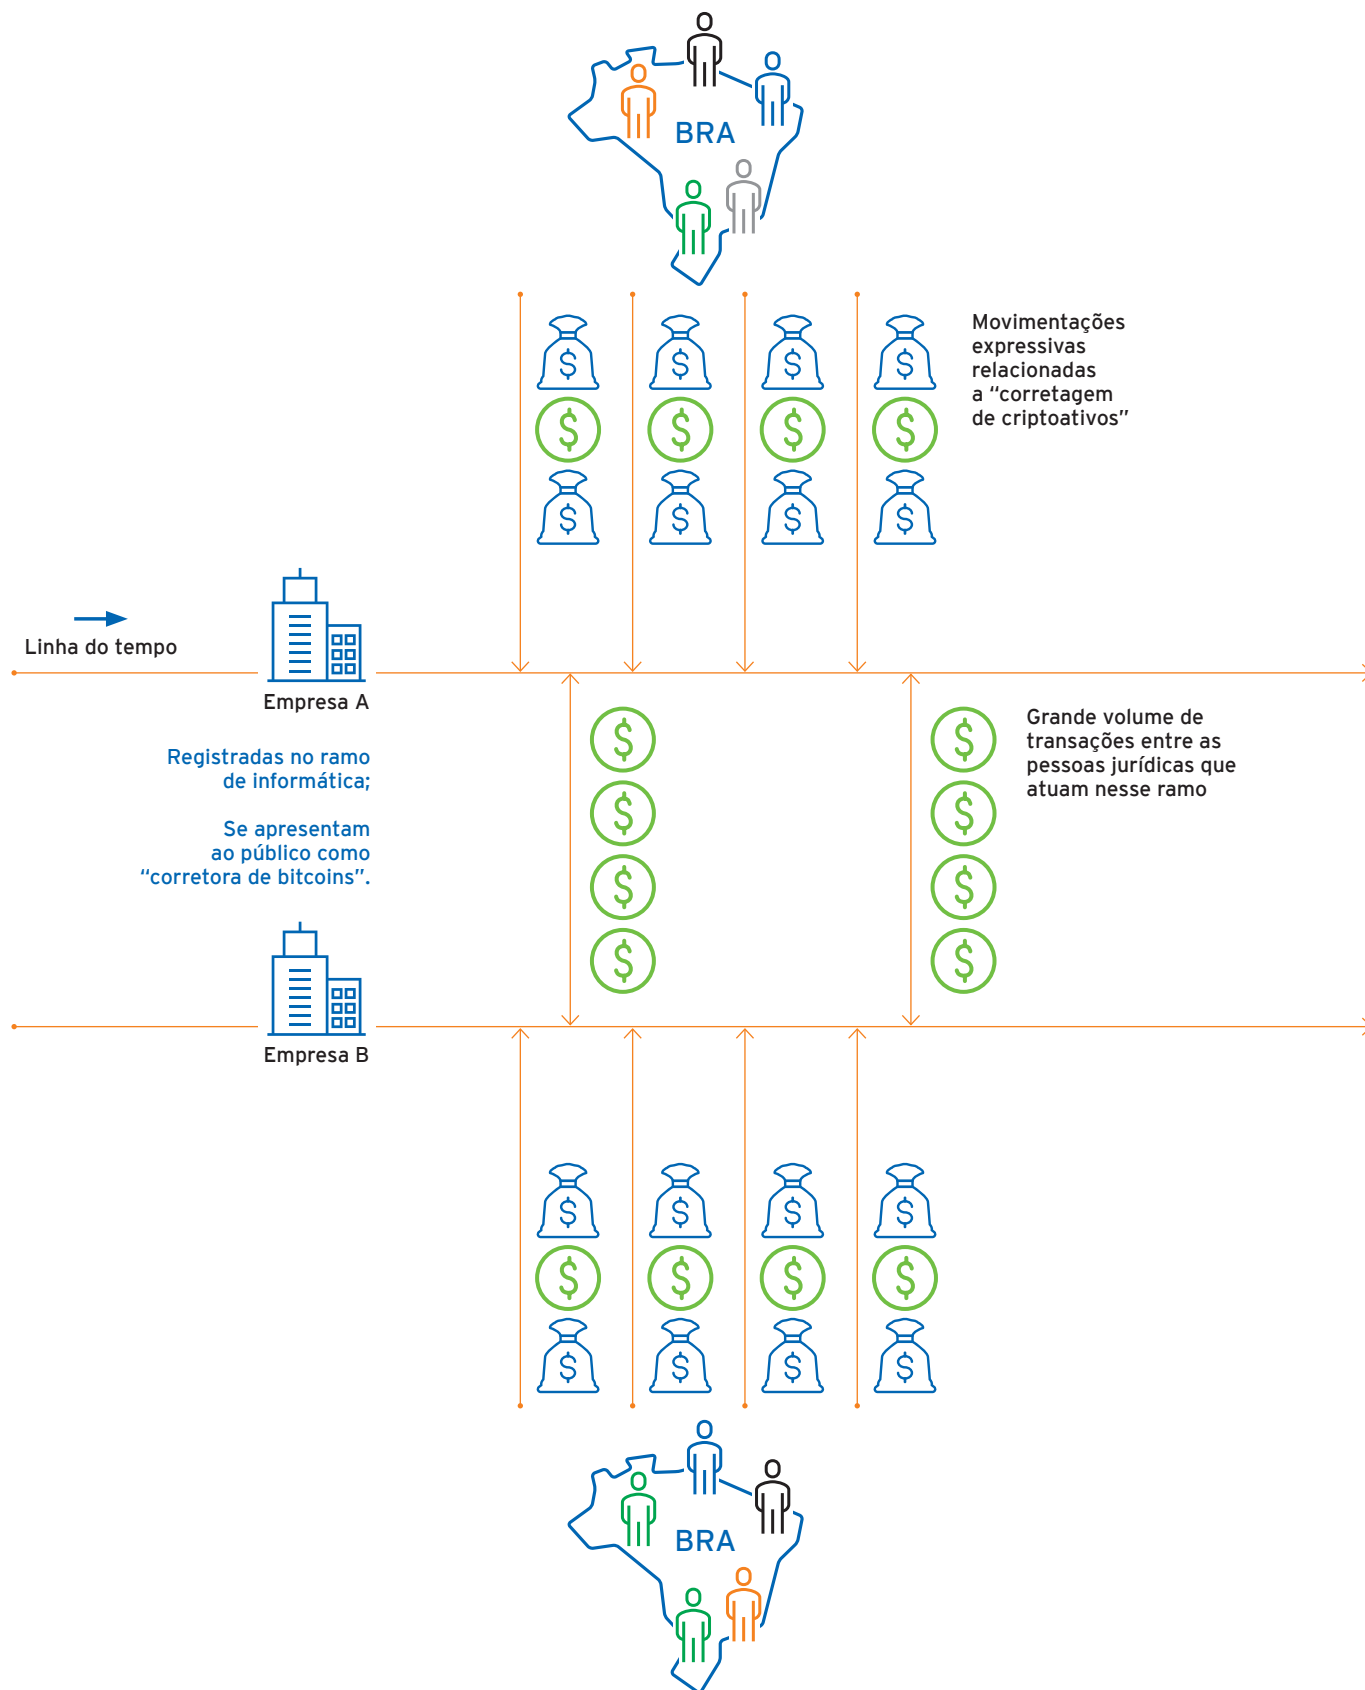 BRA
Movimentações
expressivas
relacionadas
a “corretagem
de criptoativos”
$ $ $ $
$ $ $ $
$ $ $ $
Linha do tempo
Empresa A
Registradas no ramo
de informática;
Se apresentam
ao público como
“corretora de bitcoins”.
$ $
$ $
$ $
$ $
Grande volume de
transações entre as
pessoas jurídicas que
atuam nesse ramo
Empresa B
$ $ $ $
$ $ $ $
$ $ $ $
BRA